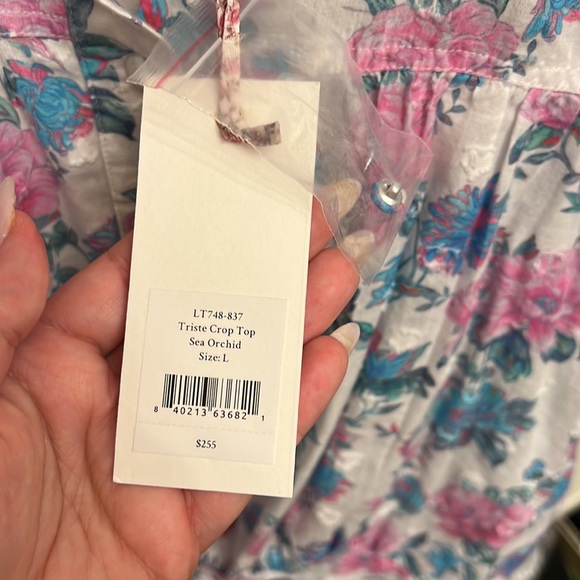 LT748-837
Triste Crop Top
Sea Orchid
Size: L
8 40213 63682 1
$255